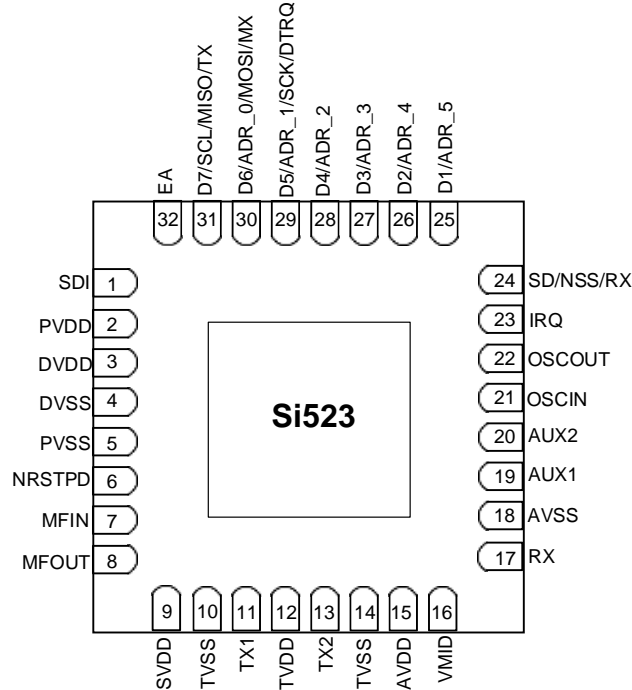 EA
D7/SCL/MISO/TX
D6/ADR_0/MOSI/MX
D5/ADR_1/SCK/DTRQ
D4/ADR_2
D3/ADR_3
D2/ADR_4
D1/ADR_5
32
31
30
29
28
27
26
25
SDI 1
PVDD 2
DVDD 3
DVSS 4
PVSS 5
NRSTPD 6
MFIN 7
MFOUT 8
Si523
24 SD/NSS/RX
23 IRQ
22 OSCOUT
21 OSCIN
20 AUX2
19 AUX1
18 AVSS
17 RX
9
10
11
12
13
14
15
16
SVDD
TVSS
TX1
TVDD
TX2
TVSS
AVDD
VMID